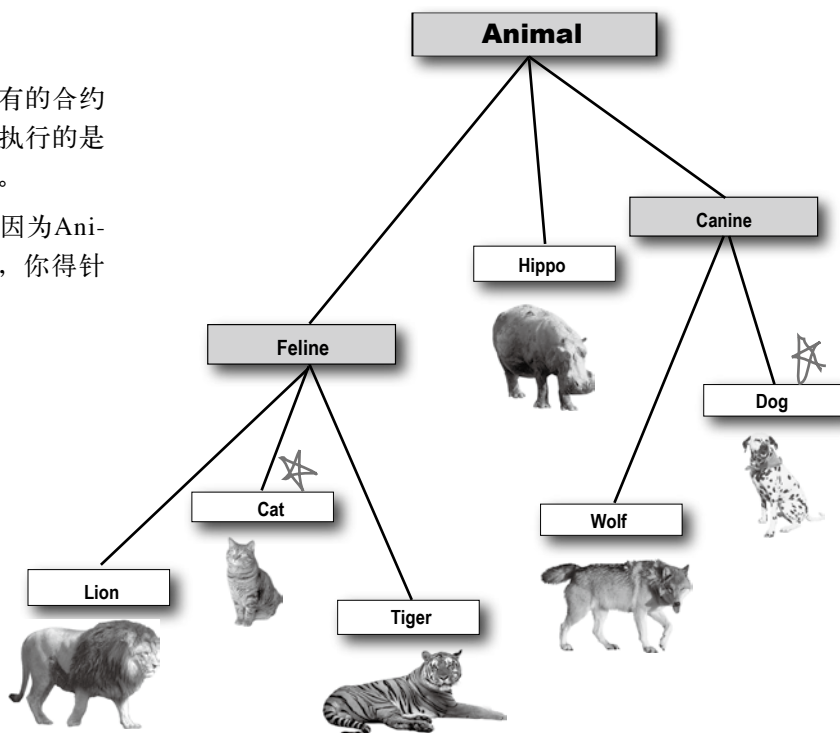 Animal
有的合约
执行的是
。
因为Ani-
，你得针
Canine
Hippo
Feline
Dog
Cat
Wolf
Lion
Tiger